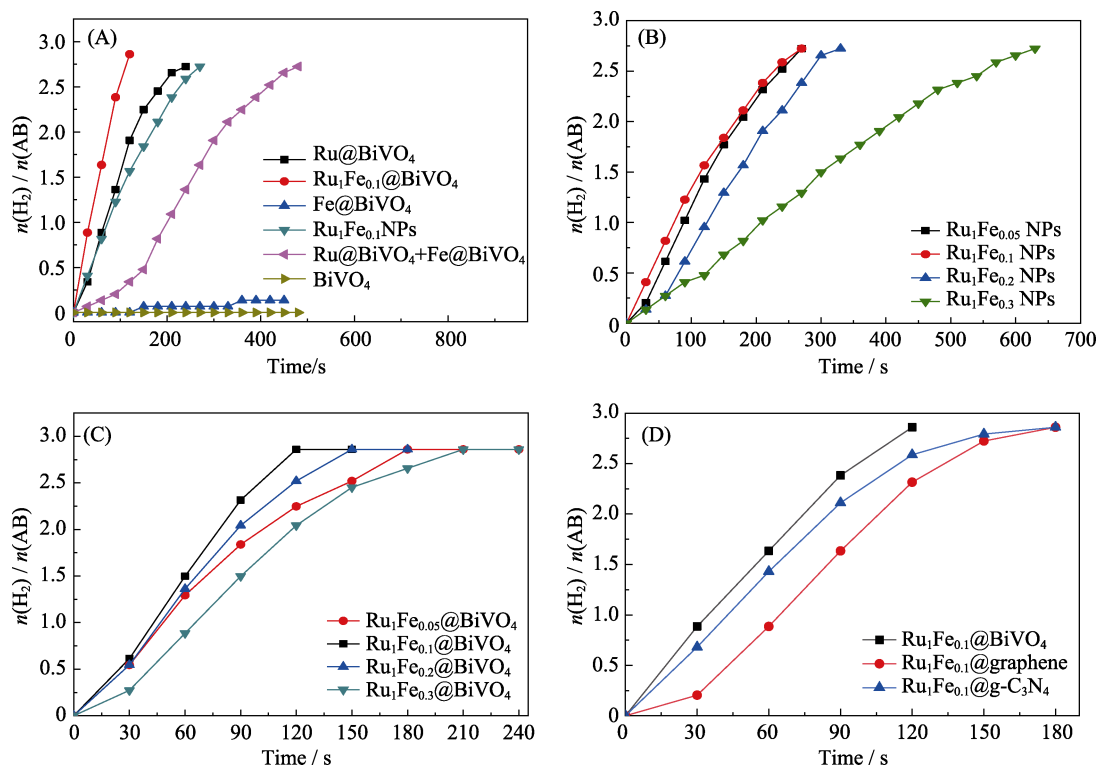 (A)
n(H₂) / n(AB)
3.0
2.5
2.0
1.5
1.0
0.5
0
Ru@BiVO₄
Ru₁Fe₀.₁@BiVO₄
Fe@BiVO₄
Ru₁Fe₀.₁NPs
Ru@BiVO₄+Fe@BiVO₄
BiVO₄
0 200 400 600 800
Time/s
(B)
n(H₂) / n(AB)
3.0
2.5
2.0
1.5
1.0
0.5
0
Ru₁Fe₀.₀₅ NPs
Ru₁Fe₀.₁ NPs
Ru₁Fe₀.₂ NPs
Ru₁Fe₀.₃ NPs
0 100 200 300 400 500 600 700
Time / s
(C)
n(H₂) / n(AB)
3.0
2.5
2.0
1.5
1.0
0.5
0
Ru₁Fe₀.₀₅@BiVO₄
Ru₁Fe₀.₁@BiVO₄
Ru₁Fe₀.₂@BiVO₄
Ru₁Fe₀.₃@BiVO₄
0 30 60 90 120 150 180 210 240
Time / s
(D)
n(H₂) / n(AB)
3.0
2.5
2.0
1.5
1.0
0.5
0
Ru₁Fe₀.₁@BiVO₄
Ru₁Fe₀.₁@graphene
Ru₁Fe₀.₁@g-C₃N₄
0 30 60 90 120 150 180
Time / s